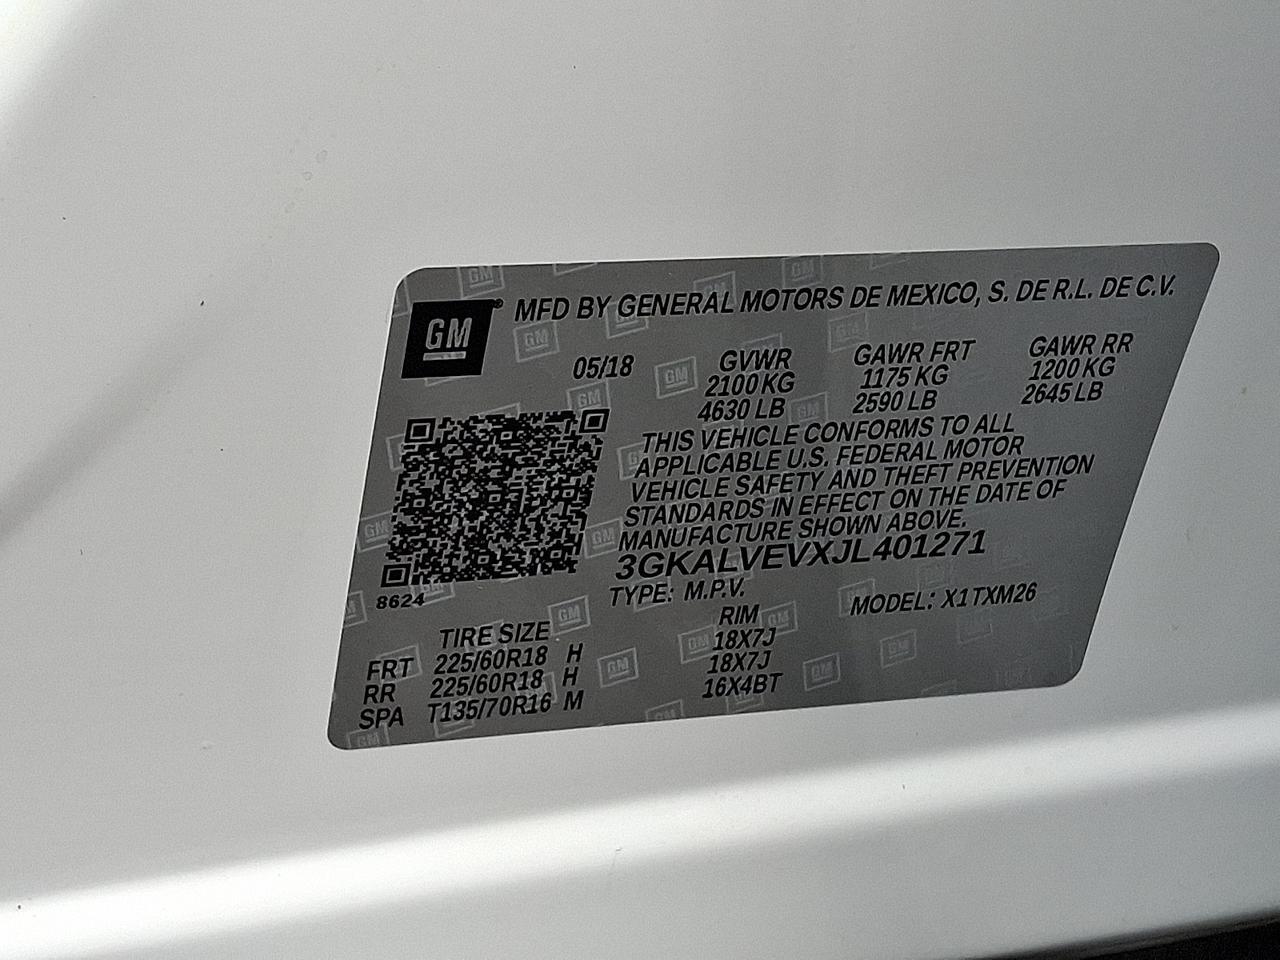 GM® MFD BY GENERAL MOTORS DE MEXICO, S. DE R.L. DE C.V.
05/18 GVWR GAWR FRT GAWR RR
2100 KG 1175 KG 1200 KG
4630 LB 2590 LB 2645 LB
THIS VEHICLE CONFORMS TO ALL
APPLICABLE U.S. FEDERAL MOTOR
VEHICLE SAFETY AND THEFT PREVENTION
STANDARDS IN EFFECT ON THE DATE OF
MANUFACTURE SHOWN ABOVE.
3GKALVEVXJL401271
8624 TYPE: M.P.V. MODEL: X1TXM26
TIRE SIZE RIM
FRT 225/60R18 H 18X7J
RR 225/60R18 H 18X7J
SPA T135/70R16 M 16X4BT